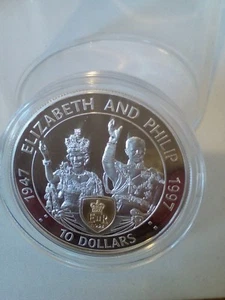 1947 ELIZABETH AND PHILIP 1997
10 DOLLARS